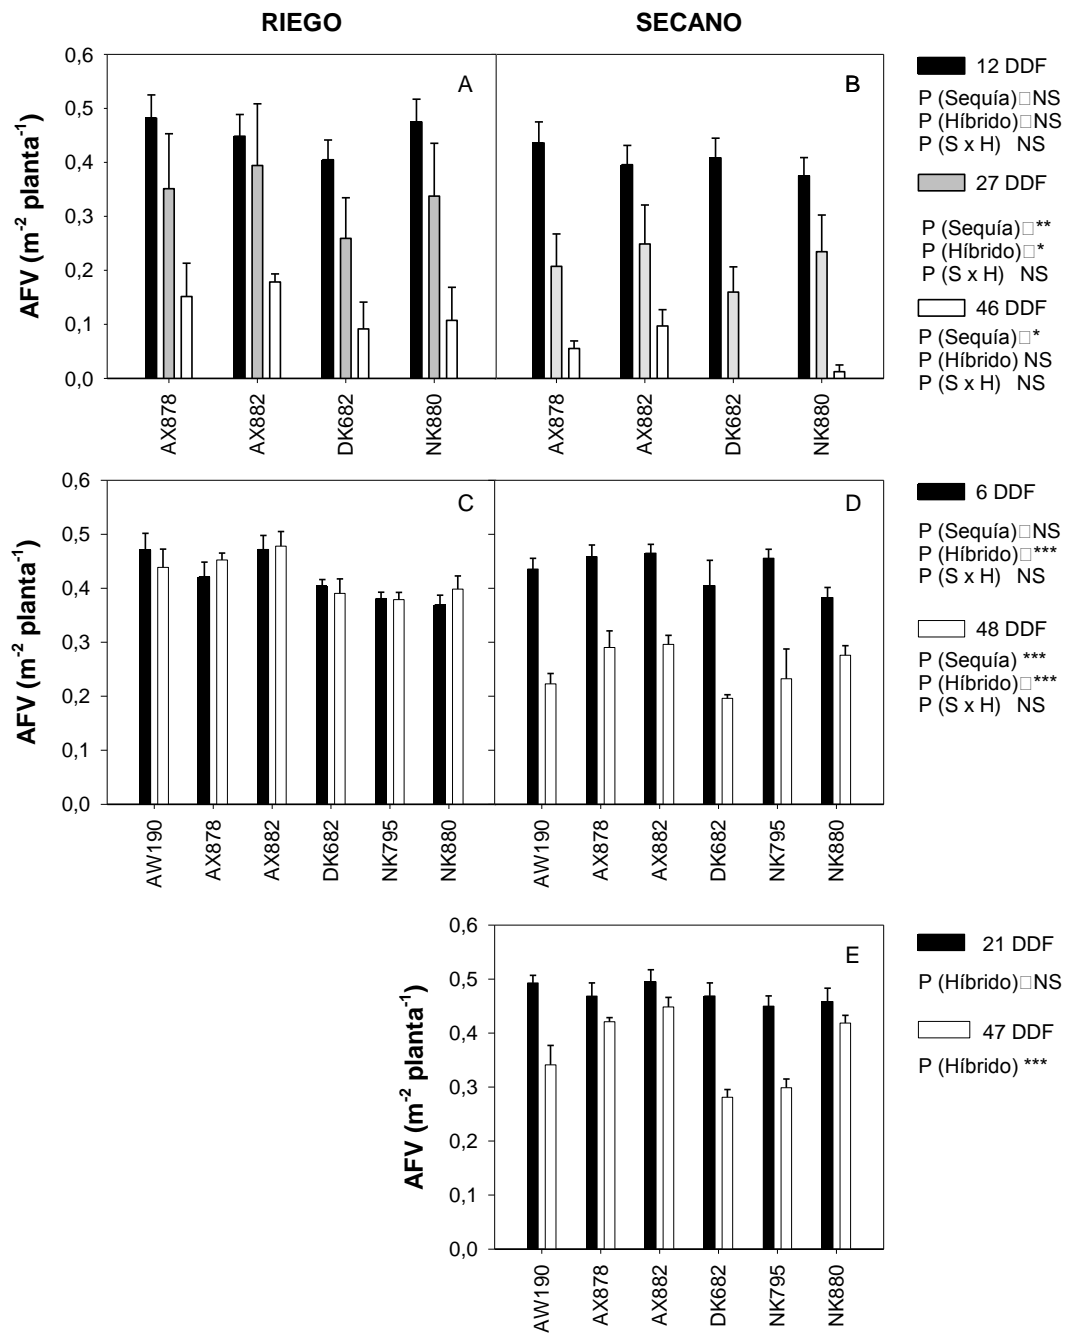 RIEGO
SECANO
AFV (m⁻² planta⁻¹)
0,6
0,5
0,4
0,3
0,2
0,1
0,0
A
B
AX878
AX882
DK682
NK880
AX878
AX882
DK682
NK880
12 DDF
P (Sequía)□NS
P (Híbrido)□NS
P (S x H) NS
27 DDF
P (Sequía)□**
P (Híbrido)□*
P (S x H) NS
46 DDF
P (Sequía)□*
P (Híbrido) NS
P (S x H) NS
AFV (m⁻² planta⁻¹)
0,6
0,5
0,4
0,3
0,2
0,1
0,0
C
D
AW190
AX878
AX882
DK682
NK795
NK880
AW190
AX878
AX882
DK682
NK795
NK880
6 DDF
P (Sequía)□NS
P (Híbrido)□***
P (S x H) NS
48 DDF
P (Sequía) ***
P (Híbrido)□***
P (S x H) NS
AFV (m⁻² planta⁻¹)
0,6
0,5
0,4
0,3
0,2
0,1
0,0
E
AW190
AX878
AX882
DK682
NK795
NK880
21 DDF
P (Híbrido)□NS
47 DDF
P (Híbrido) ***